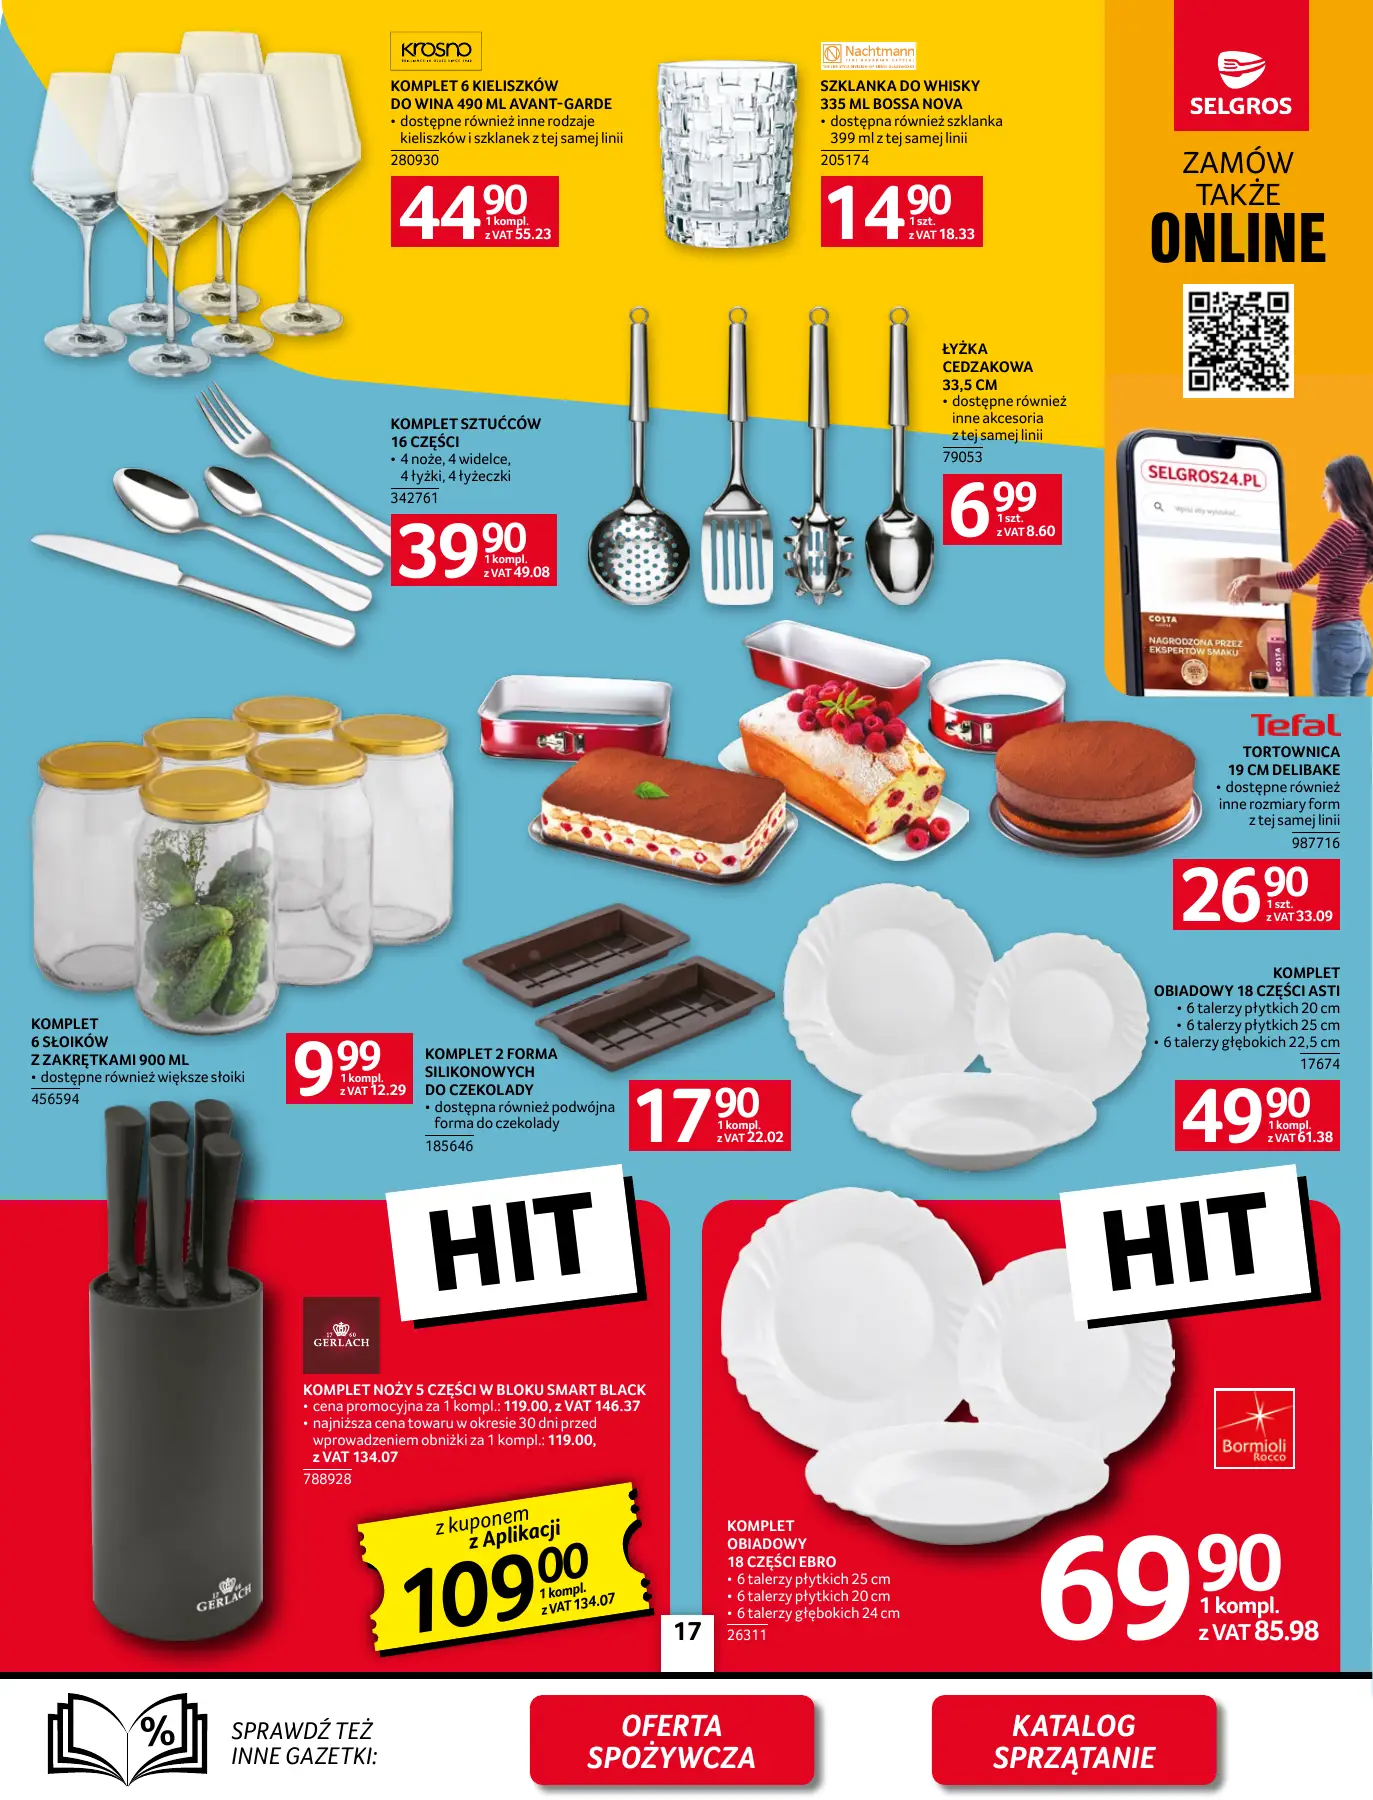 krosno
KOMPLET 6 KIELISZKÓW
DO WINA 490 ML AVANT-GARDE
• dostępne również inne rodzaje
kieliszków i szklanek z tej samej linii
280930
44 90
1 kompl.
z VAT 55.23
Nachtmann
SZKLANKA DO WHISKY
335 ML BOSSA NOVA
• dostępna również szklanka
399 ml z tej samej linii
205174
14 90
1 szt.
z VAT 18.33
SELGROS
ZAMÓW
TAKŻE
ONLINE
SELGROS24.PL
Wpisz aby wyszukać...
COSTA
NAGRODZONA PRZEZ
EKSPERTÓW SMAKU
COSTA
KOMPLET SZTUĆCÓW
16 CZĘŚCI
• 4 noże, 4 widelce,
4 łyżki, 4 łyżeczki
342761
39 90
1 kompl.
z VAT 49.08
ŁYŻKA
CEDZAKOWA
33,5 CM
• dostępne również
inne akcesoria
z tej samej linii
79053
6 99
1 szt.
z VAT 8.60
Tefal
TORTOWNICA
19 CM DELIBAKE
• dostępne również
inne rozmiary form
z tej samej linii
987716
26 90
1 szt.
z VAT 33.09
KOMPLET
6 SŁOIKÓW
Z ZAKRĘTKAMI 900 ML
• dostępne również większe słoiki
456594
9 99
1 kompl.
z VAT 12.29
KOMPLET 2 FORMA
SILIKONOWYCH
DO CZEKOLADY
• dostępna również podwójna
forma do czekolady
185646
17 90
1 kompl.
z VAT 22.02
KOMPLET
OBIADOWY 18 CZĘŚCI ASTI
• 6 talerzy płytkich 20 cm
• 6 talerzy płytkich 25 cm
• 6 talerzy głębokich 22,5 cm
17674
49 90
1 kompl.
z VAT 61.38
HIT
17 60
GERLACH
KOMPLET NOŻY 5 CZĘŚCI W BLOKU SMART BLACK
• cena promocyjna za 1 kompl.: 119.00, z VAT 146.37
• najniższa cena towaru w okresie 30 dni przed
wprowadzeniem obniżki za 1 kompl.: 119.00,
z VAT 134.07
788928
z kuponem
z Aplikacji
109 00
1 kompl.
z VAT 134.07
GERLACH
HIT
Bormioli
Rocco
KOMPLET
OBIADOWY
18 CZĘŚCI EBRO
• 6 talerzy płytkich 25 cm
• 6 talerzy płytkich 20 cm
• 6 talerzy głębokich 24 cm
26311
69 90
1 kompl.
z VAT 85.98
17
%
SPRAWDŹ TEŻ
INNE GAZETKI:
OFERTA
SPOŻYWCZA
KATALOG
SPRZĄTANIE